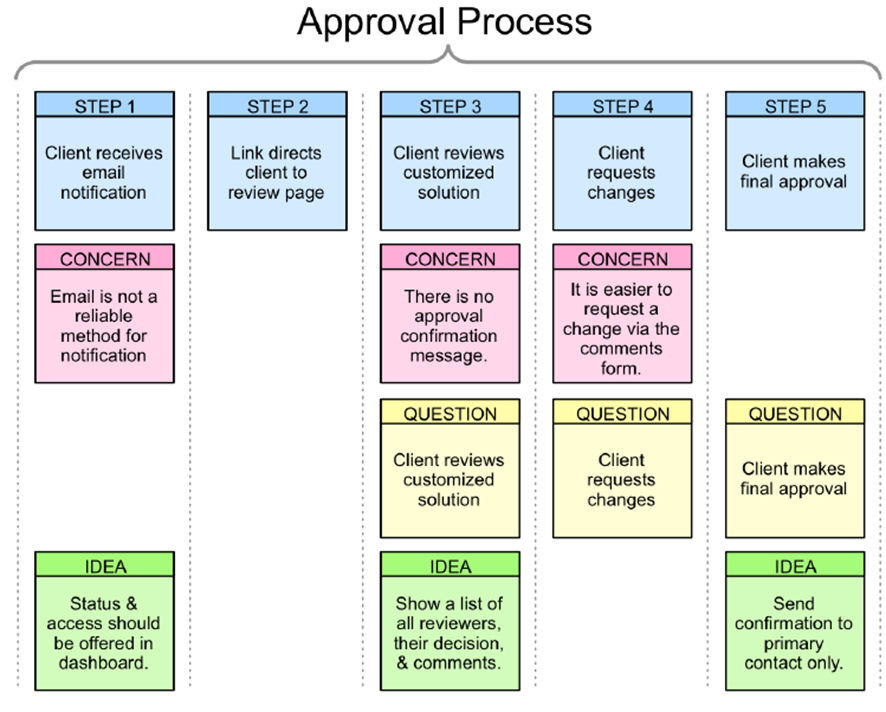 Approval Process
STEP 1
Client receives
email
notification
STEP 2
Link directs
client to
review page
STEP 3
Client reviews
customized
solution
STEP 4
Client
requests
changes
STEP 5
Client makes
final approval
CONCERN
Email is not a
reliable
method for
notification
CONCERN
There is no
approval
confirmation
message.
CONCERN
It is easier to
request a
change via the
comments
form.
QUESTION
Client reviews
customized
solution
QUESTION
Client
requests
changes
QUESTION
Client makes
final approval
IDEA
Status &
access should
be offered in
dashboard.
IDEA
Show a list of
all reviewers,
their decision,
& comments.
IDEA
Send
confirmation to
primary
contact only.